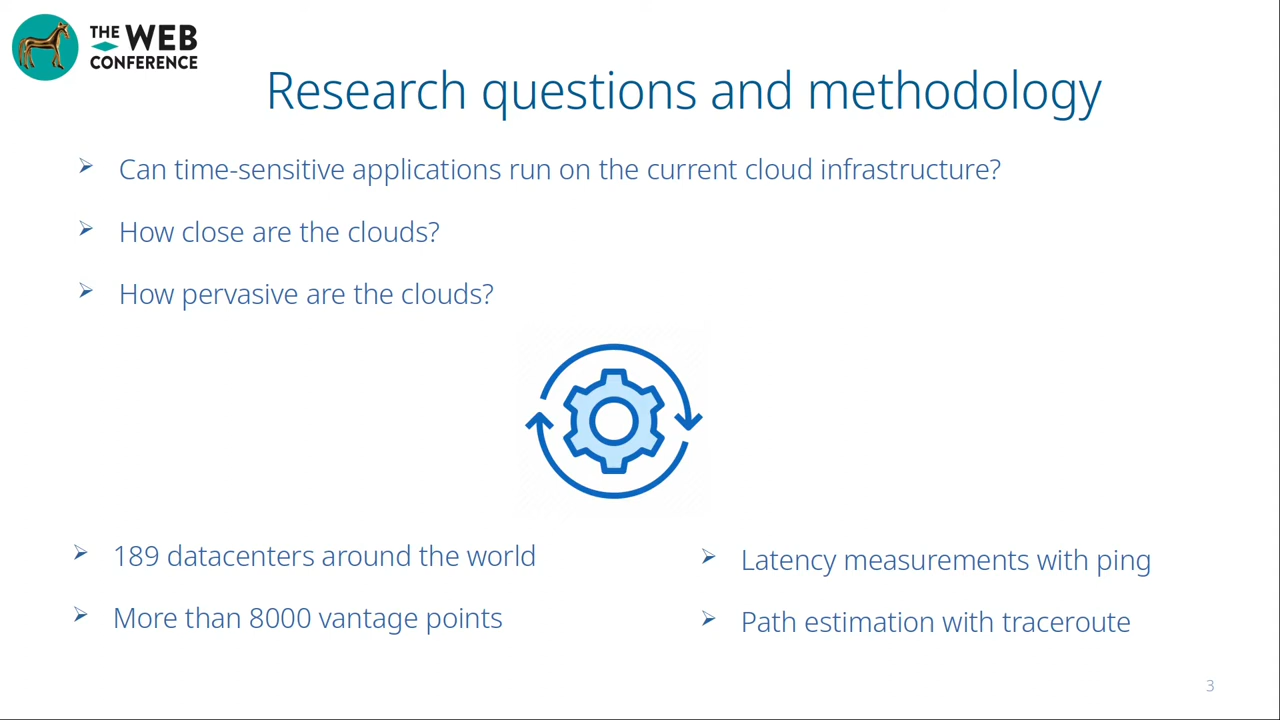 THE WEB
CONFERENCE
Research questions and methodology
Can time-sensitive applications run on the current cloud infrastructure?
How close are the clouds?
How pervasive are the clouds?
189 datacenters around the world
More than 8000 vantage points
Latency measurements with ping
Path estimation with traceroute
3